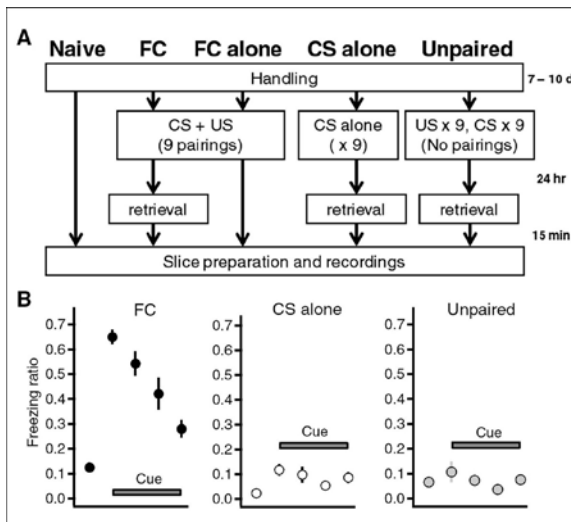 A
Naive FC FC alone CS alone Unpaired
Handling
7 – 10 d
CS + US
(9 pairings)
CS alone
( x 9)
US x 9, CS x 9
(No pairings)
24 hr
retrieval retrieval retrieval
15 min
Slice preparation and recordings
B
FC CS alone Unpaired
Freezing ratio
0.7 0.7 0.7
0.6 0.6 0.6
0.5 0.5 0.5
0.4 0.4 0.4
0.3 0.3 0.3
Cue Cue
0.2 0.2 0.2
0.1 0.1 0.1
Cue
0.0 0.0 0.0